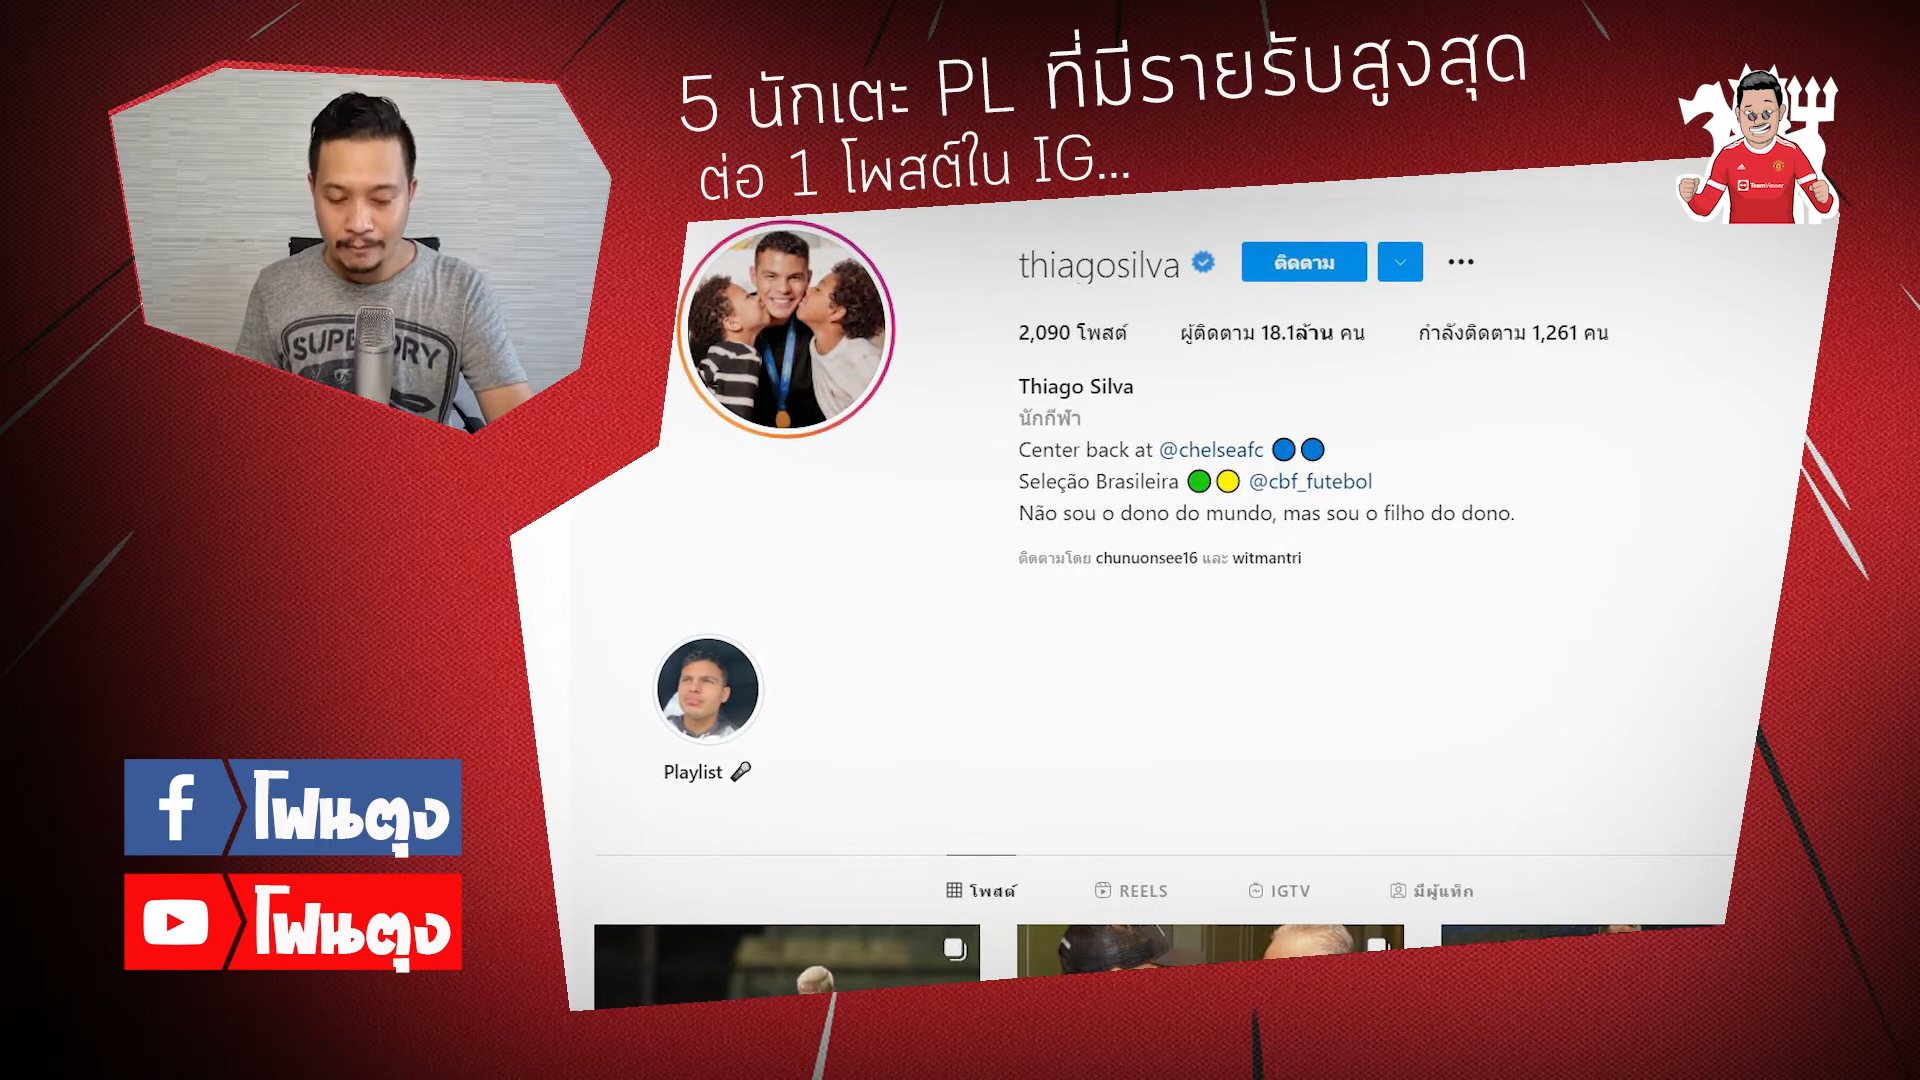 5 นักเตะ PL ที่มีรายรับสูงสุด
ต่อ 1 โพสต์ใน IG...
TeamViewer
SUPERDRY
thiagosilva ติดตาม
2,090 โพสต์ ผู้ติดตาม 18.1ล้าน คน กำลังติดตาม 1,261 คน
Thiago Silva
นักกีฬา
Center back at @chelseafc 🔵🔵
Seleção Brasileira 🟢🟡 @cbf_futebol
Não sou o dono do mundo, mas sou o filho do dono.
ติดตามโดย chunuonsee16 และ witmantri
Playlist 🎤
โพสต์ REELS IGTV มีผู้แท็ก
f โฟนตุง
โฟนตุง